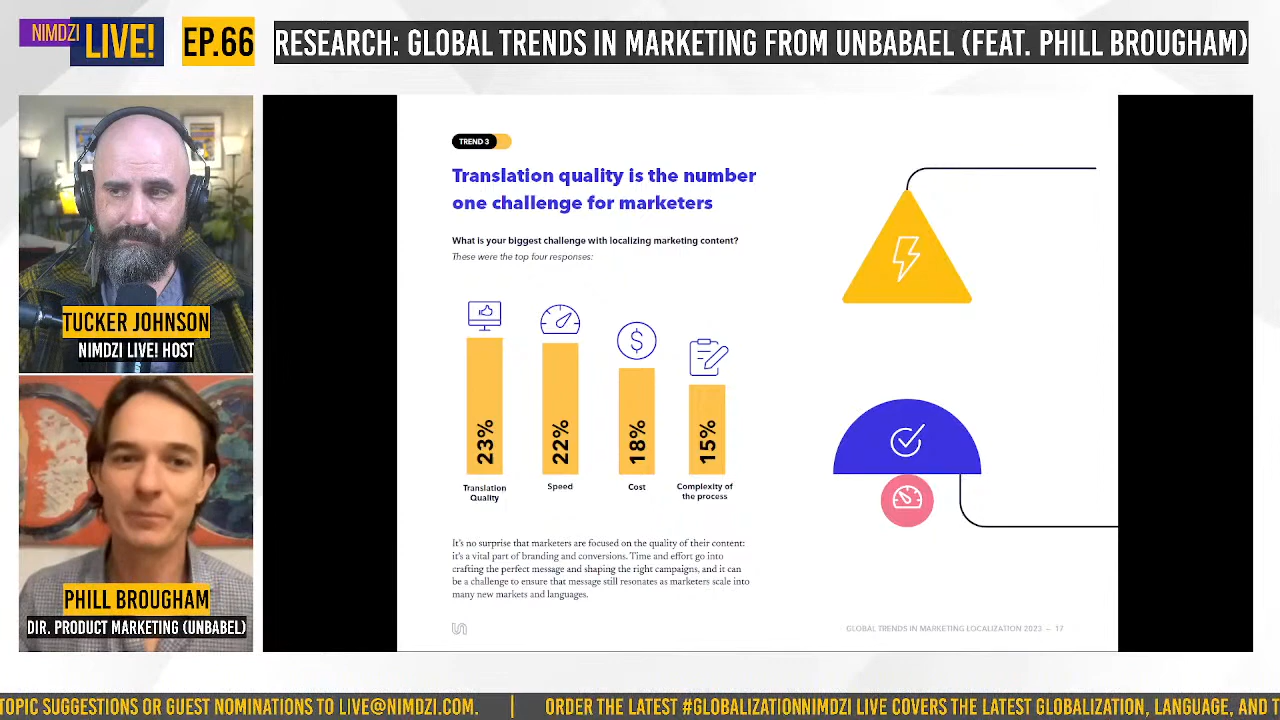 NIMDZI LIVE!
EP.66
RESEARCH: GLOBAL TRENDS IN MARKETING FROM UNBABAEL (FEAT. PHILL BROUGHAM)
TUCKER JOHNSON
NIMDZI LIVE! HOST
PHILL BROUGHAM
DIR. PRODUCT MARKETING (UNBABEL)
TREND 3
Translation quality is the number
one challenge for marketers
What is your biggest challenge with localizing marketing content?
These were the top four responses:
23%
22%
18%
15%
Translation
Quality
Speed
Cost
Complexity of
the process
It's no surprise that marketers are focused on the quality of their content:
it's a vital part of branding and conversions. Time and effort go into
crafting the perfect message and shaping the right campaigns, and it can
be a challenge to ensure that message still resonates as marketers scale into
many new markets and languages.
GLOBAL TRENDS IN MARKETING LOCALIZATION 2023 – 17
TOPIC SUGGESTIONS OR GUEST NOMINATIONS TO LIVE@NIMDZI.COM. | ORDER THE LATEST #GLOBALIZATIONNIMDZI LIVE COVERS THE LATEST GLOBALIZATION, LANGUAGE, AND T